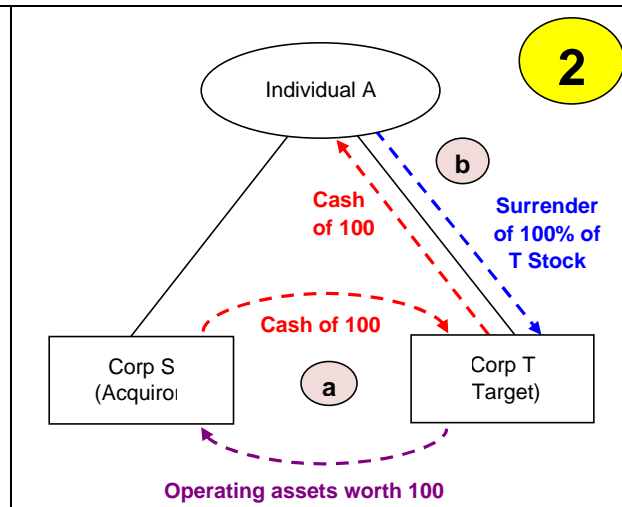 2
Individual A
b
Cash
of 100
Surrender
of 100% of
T Stock
Cash of 100
Corp S
(Acquiror
a
Corp T
Target)
Operating assets worth 100